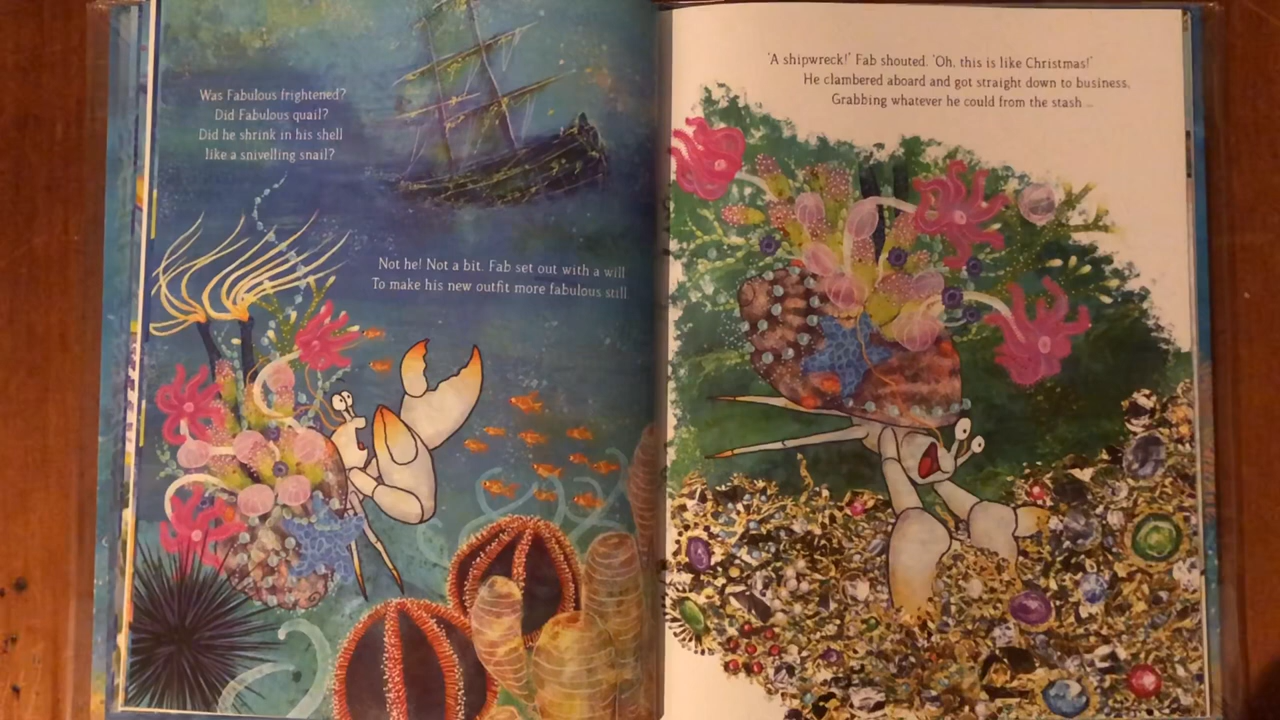 Was Fabulous frightened?
Did Fabulous quail?
Did he shrink in his shell
like a snivelling snail?
Not he! Not a bit. Fab set out with a will
To make his new outfit more fabulous still.
'A shipwreck!' Fab shouted. 'Oh, this is like Christmas!'
He clambered aboard and got straight down to business,
Grabbing whatever he could from the stash ...